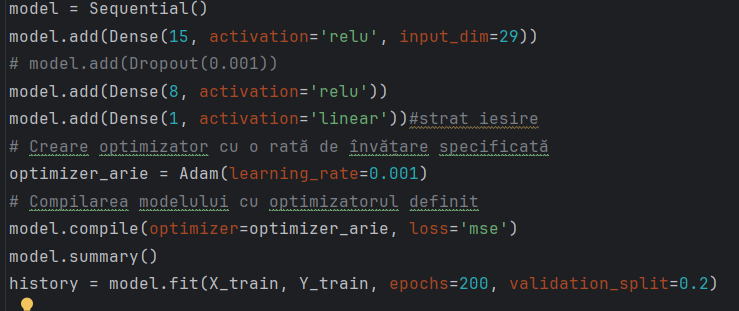 model = Sequential()
model.add(Dense(15, activation='relu', input_dim=29))
# model.add(Dropout(0.001))
model.add(Dense(8, activation='relu'))
model.add(Dense(1, activation='linear'))#strat iesire
# Creare optimizator cu o rată de învățare specificată
optimizer_arie = Adam(learning_rate=0.001)
# Compilarea modelului cu optimizatorul definit
model.compile(optimizer=optimizer_arie, loss='mse')
model.summary()
history = model.fit(X_train, Y_train, epochs=200, validation_split=0.2)